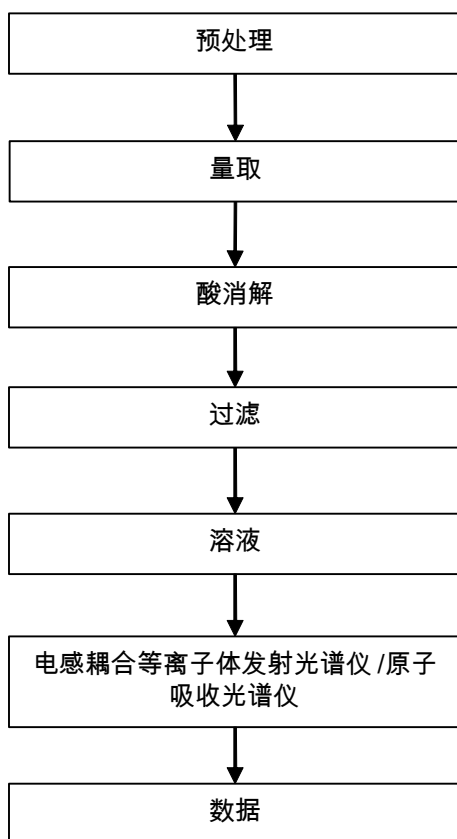 预处理
量取
酸消解
过滤
溶液
电感耦合等离子体发射光谱仪 /原子
吸收光谱仪
数据